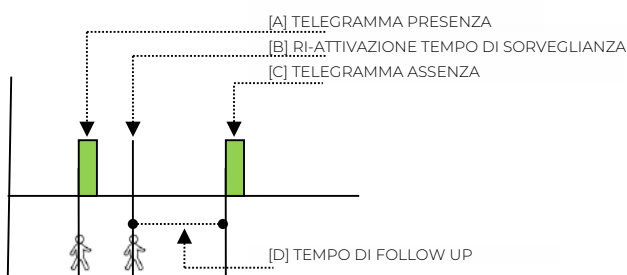 [A] TELEGRAMMA PRESENZA
[B] RI-ATTIVAZIONE TEMPO DI SORVEGLIANZA
[C] TELEGRAMMA ASSENZA
[D] TEMPO DI FOLLOW UP